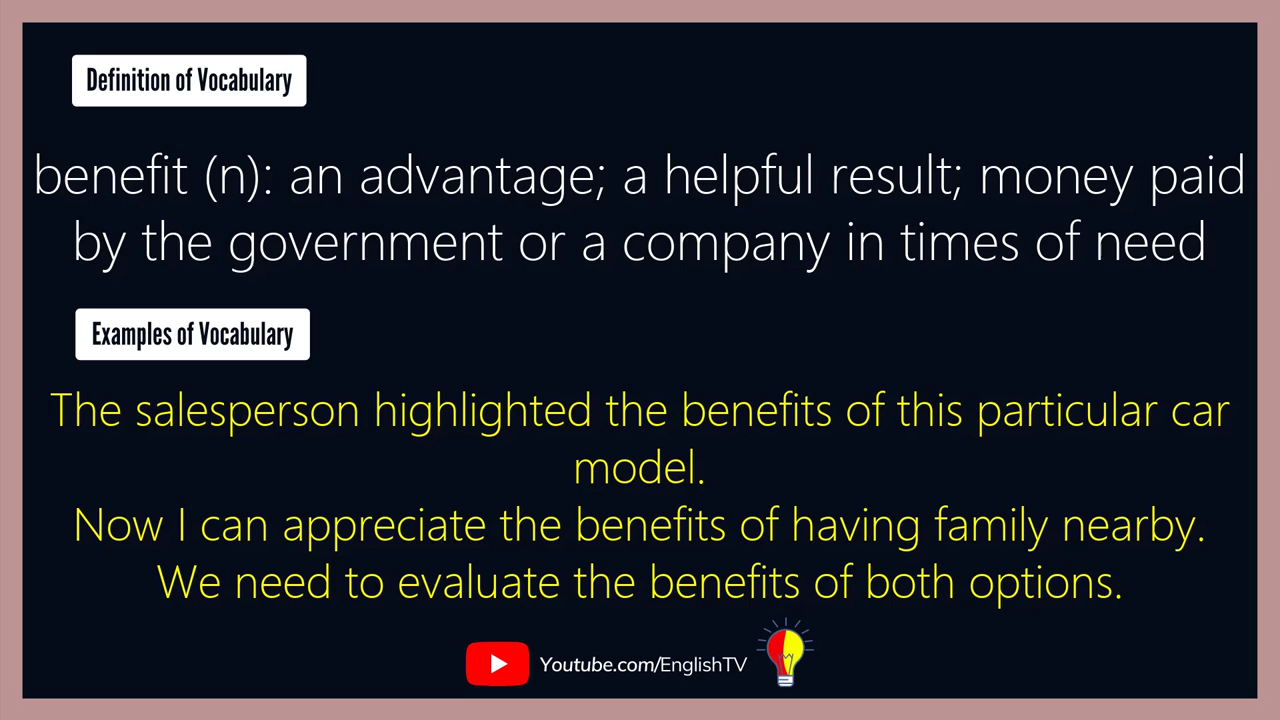 Definition of Vocabulary
benefit (n): an advantage; a helpful result; money paid
by the government or a company in times of need
Examples of Vocabulary
The salesperson highlighted the benefits of this particular car
model.
Now I can appreciate the benefits of having family nearby.
We need to evaluate the benefits of both options.
Youtube.com/EnglishTV